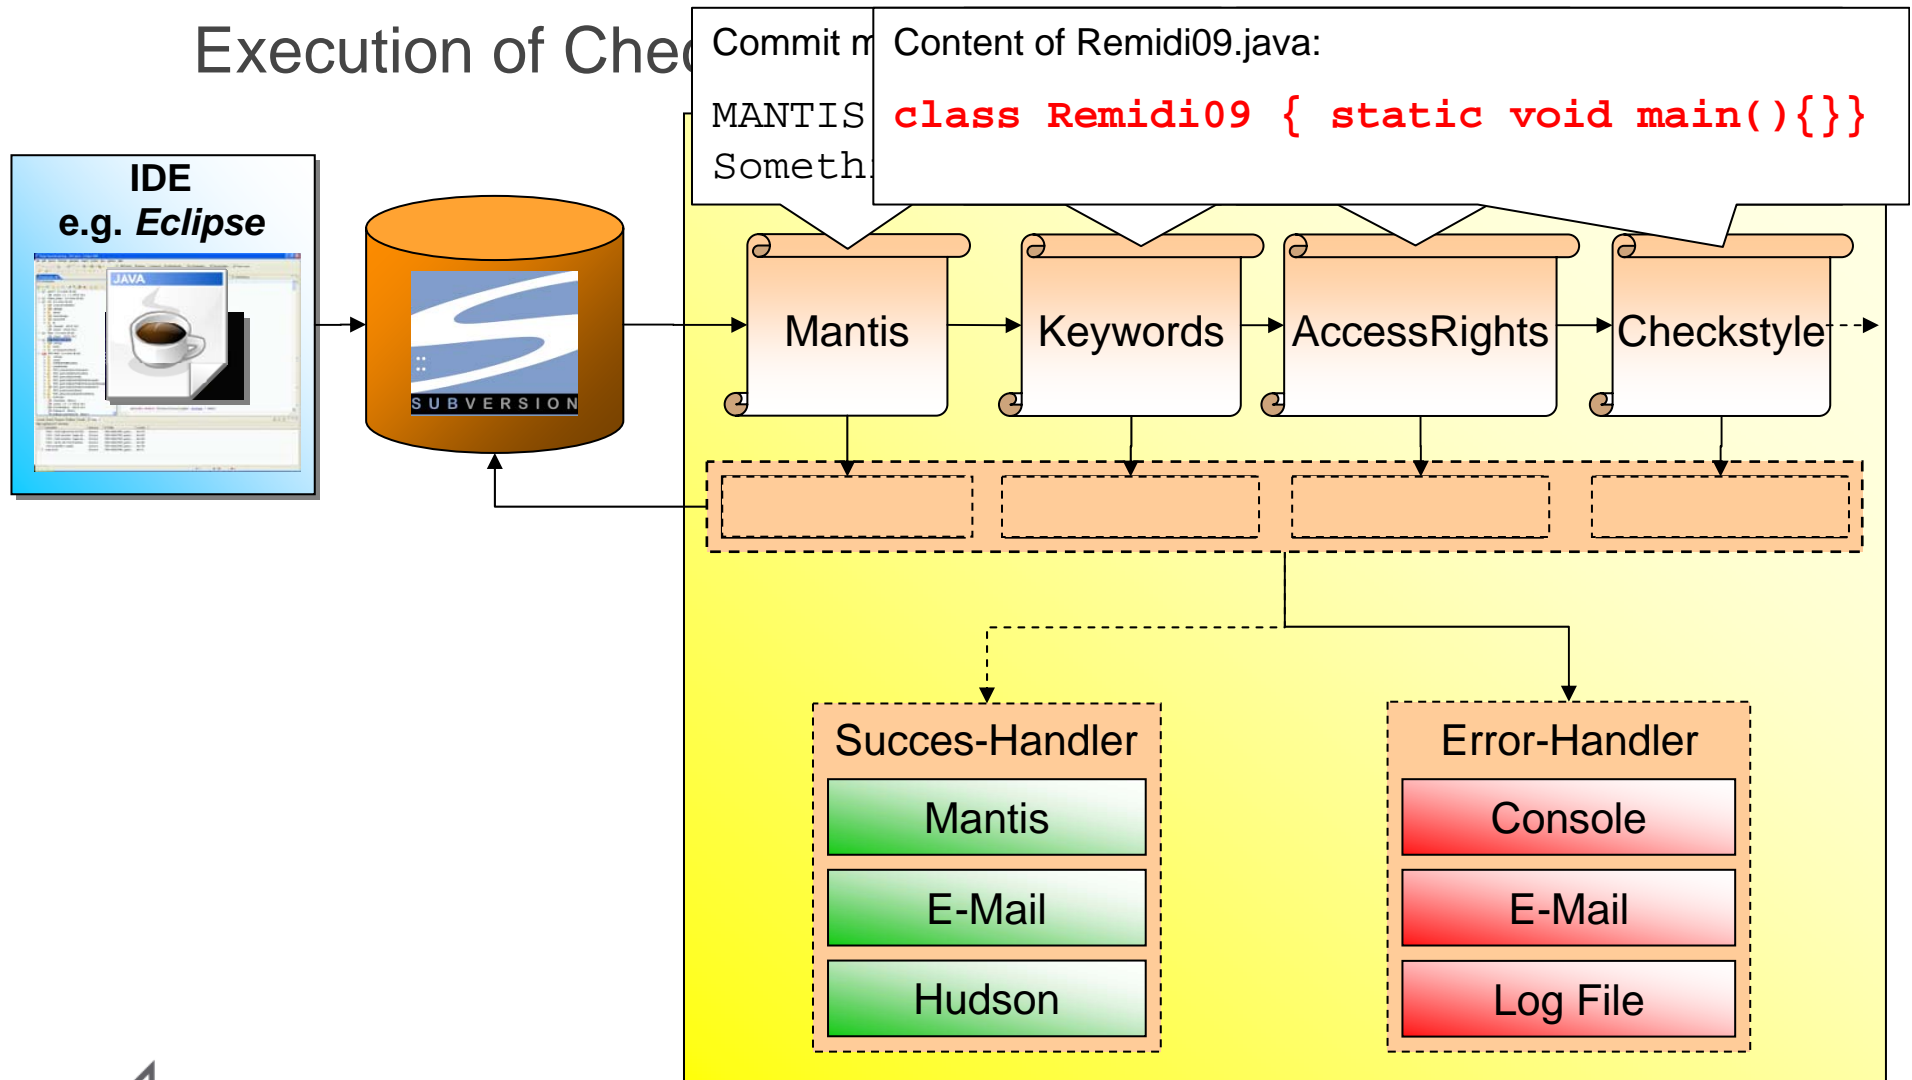 Execution of Chec
Commit m
MANTIS
Someth
Content of Remidi09.java:
class Remidi09 { static void main(){}}
IDE
e.g. Eclipse
JAVA
SUBVERSION
Mantis
Keywords
AccessRights
Checkstyle
Succes-Handler
Mantis
E-Mail
Hudson
Error-Handler
Console
E-Mail
Log File